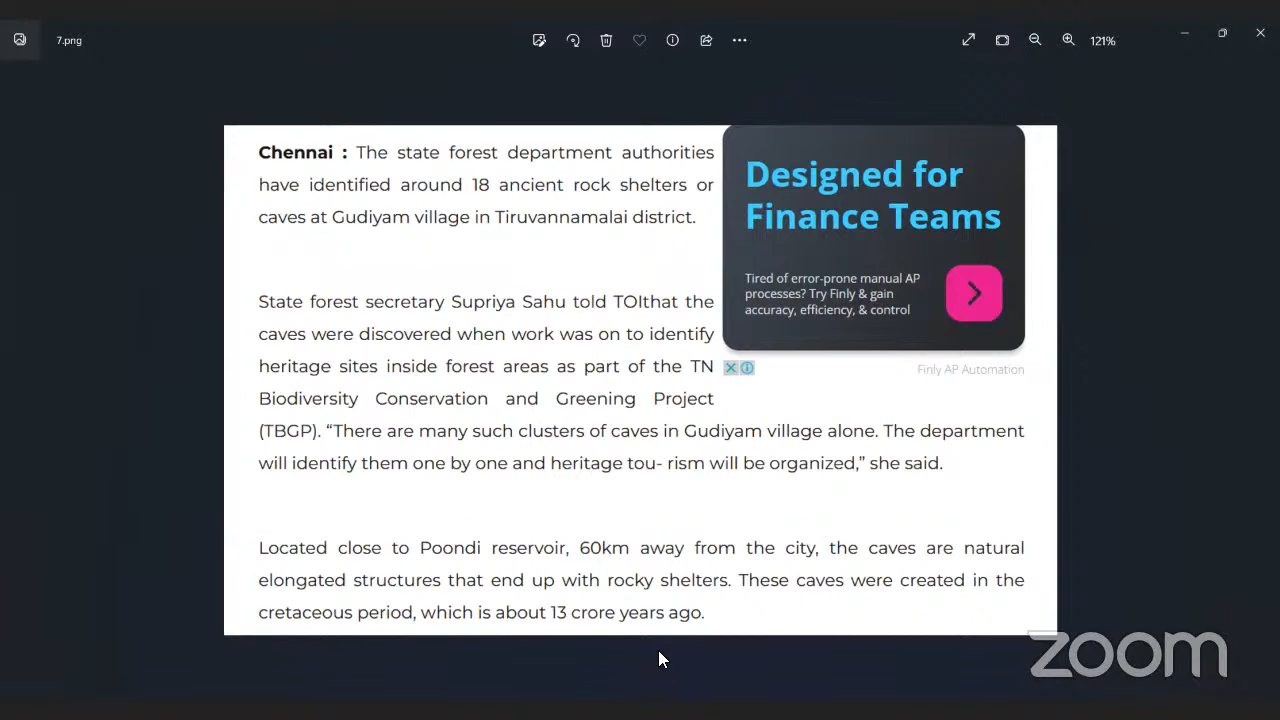 7.png
121%
Chennai : The state forest department authorities
have identified around 18 ancient rock shelters or
caves at Gudiyam village in Tiruvannamalai district.
Designed for
Finance Teams
Tired of error-prone manual AP
processes? Try Finly & gain
accuracy, efficiency, & control
Finly AP Automation
State forest secretary Supriya Sahu told TOIthat the
caves were discovered when work was on to identify
heritage sites inside forest areas as part of the TN
Biodiversity Conservation and Greening Project
(TBGP). “There are many such clusters of caves in Gudiyam village alone. The department
will identify them one by one and heritage tou- rism will be organized,” she said.
Located close to Poondi reservoir, 60km away from the city, the caves are natural
elongated structures that end up with rocky shelters. These caves were created in the
cretaceous period, which is about 13 crore years ago.
zoom